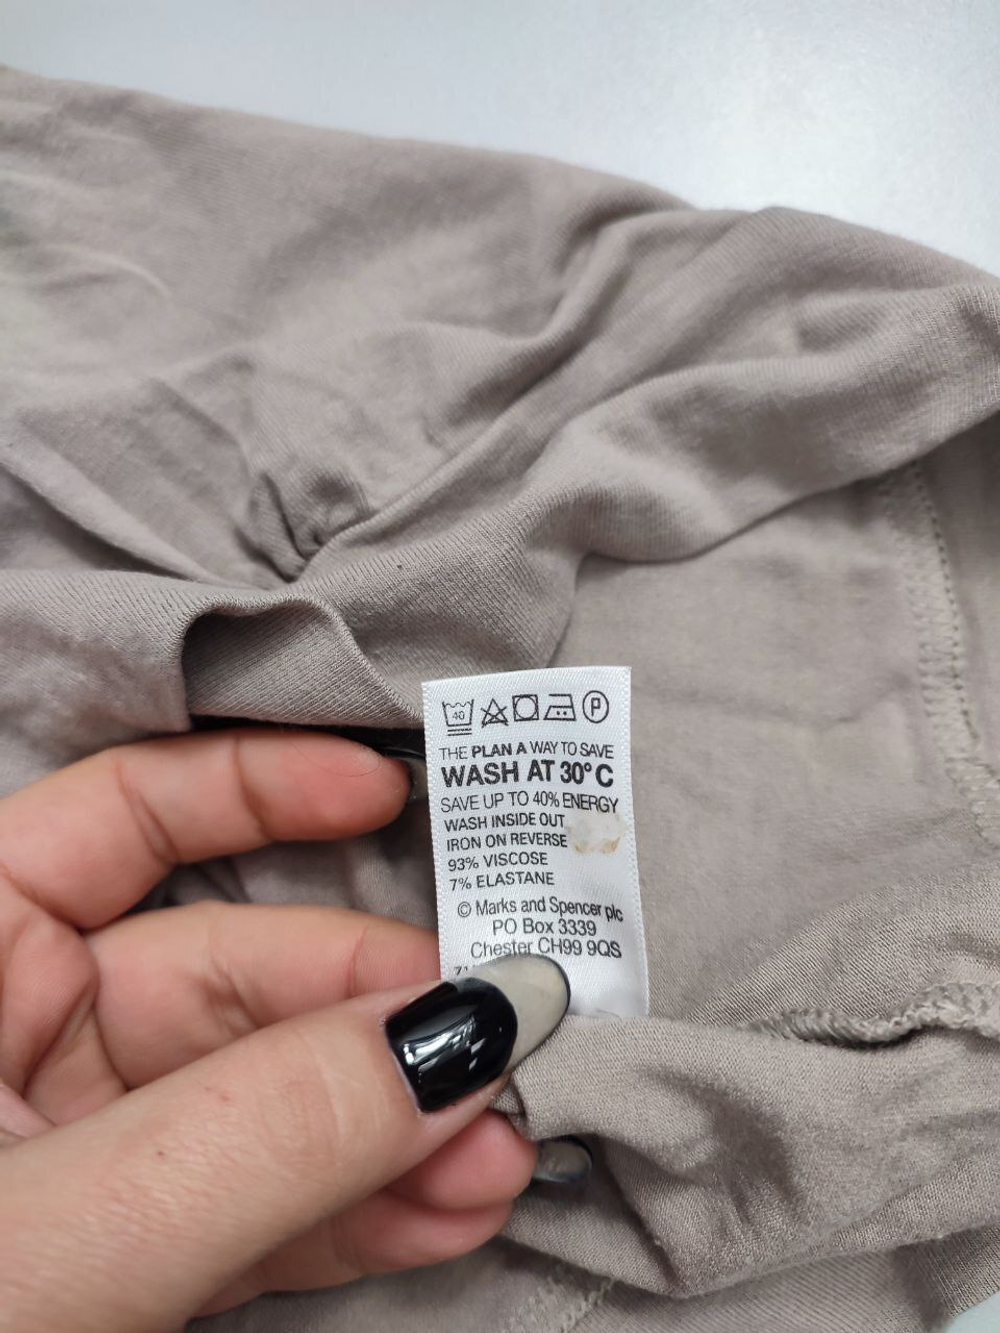 40 P
THE PLAN A WAY TO SAVE
WASH AT 30°C
SAVE UP TO 40% ENERGY
WASH INSIDE OUT
IRON ON REVERSE
93% VISCOSE
7% ELASTANE
© Marks and Spencer plc
PO Box 3339
Chester CH99 9QS